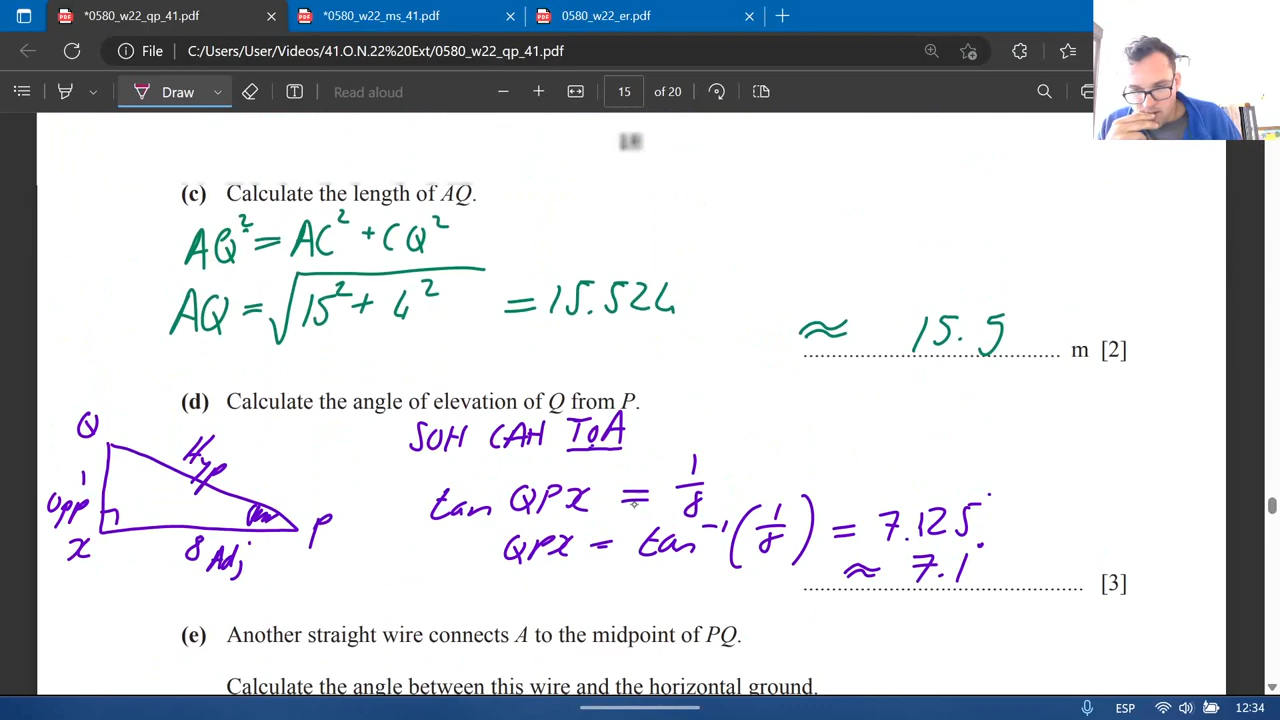 *0580_w22_qp_41.pdf
*0580_w22_ms_41.pdf
0580_w22_er.pdf
File C:/Users/User/Videos/41.O.N.22%20Ext/0580_w22_qp_41.pdf
Draw
Read aloud
15 of 20
(c) Calculate the length of AQ.
AQ² = AC² + CQ²
AQ = √15² + 4² = 15.524
≈ 15.5 m [2]
(d) Calculate the angle of elevation of Q from P.
SOH CAH TOA
Q
Hyp
1
opp
x
8 Adj
P
tan QPX = 1/8
QPX = tan⁻¹(1/8) = 7.125
≈ 7.1
[3]
(e) Another straight wire connects A to the midpoint of PQ.
Calculate the angle between this wire and the horizontal ground.
ESP 12:34